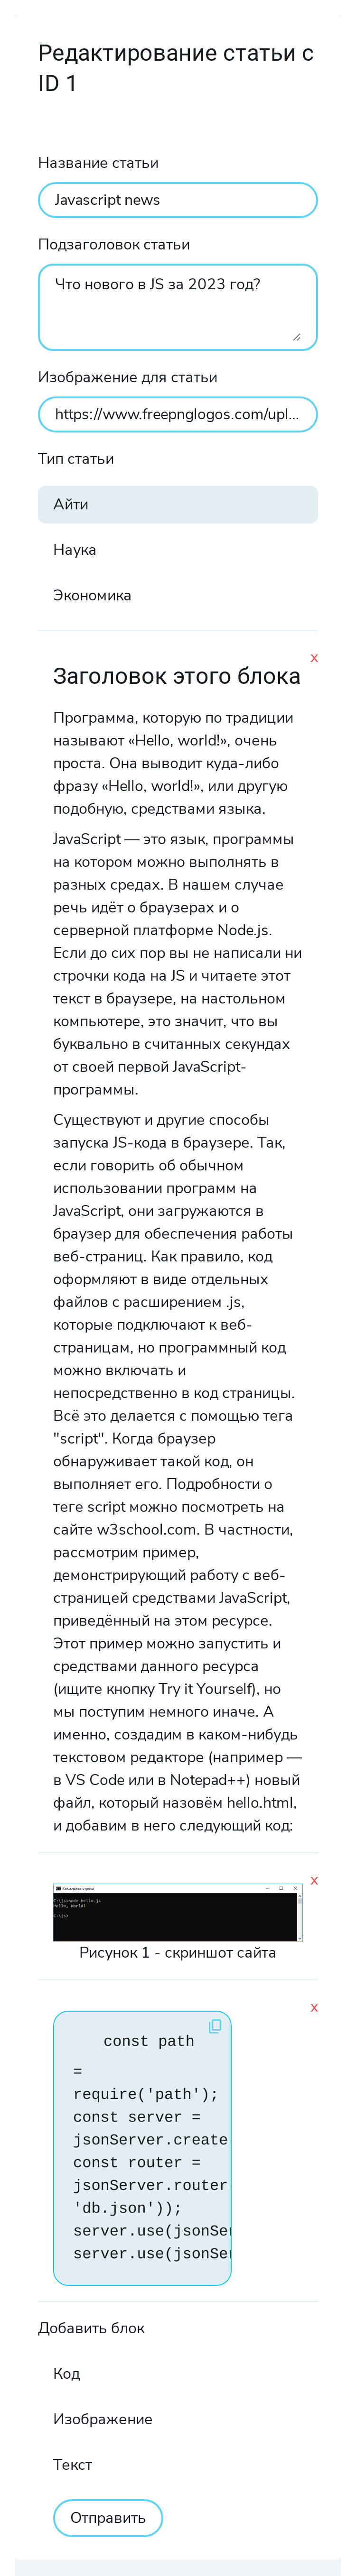 Редактирование статьи с
ID 1
Название статьи
Javascript news
Подзаголовок статьи
Что нового в JS за 2023 год?
Изображение для статьи
https://www.freepnglogos.com/upl...
Тип статьи
Айти
Наука
Экономика
x
Заголовок этого блока
Программа, которую по традиции
называют «Hello, world!», очень
проста. Она выводит куда-либо
фразу «Hello, world!», или другую
подобную, средствами языка.
JavaScript — это язык, программы
на котором можно выполнять в
разных средах. В нашем случае
речь идёт о браузерах и о
серверной платформе Node.js.
Если до сих пор вы не написали ни
строчки кода на JS и читаете этот
текст в браузере, на настольном
компьютере, это значит, что вы
буквально в считанных секундах
от своей первой JavaScript-
программы.
Существуют и другие способы
запуска JS-кода в браузере. Так,
если говорить об обычном
использовании программ на
JavaScript, они загружаются в
браузер для обеспечения работы
веб-страниц. Как правило, код
оформляют в виде отдельных
файлов с расширением .js,
которые подключают к веб-
страницам, но программный код
можно включать и
непосредственно в код страницы.
Всё это делается с помощью тега
"script". Когда браузер
обнаруживает такой код, он
выполняет его. Подробности о
теге script можно посмотреть на
сайте w3school.com. В частности,
рассмотрим пример,
демонстрирующий работу с веб-
страницей средствами JavaScript,
приведённый на этом ресурсе.
Этот пример можно запустить и
средствами данного ресурса
(ищите кнопку Try it Yourself), но
мы поступим немного иначе. А
именно, создадим в каком-нибудь
текстовом редакторе (например —
в VS Code или в Notepad++) новый
файл, который назовём hello.html,
и добавим в него следующий код:
x
Командная строка
C:\js>node hello.js
Hello, World!
C:\js>
Рисунок 1 - скриншот сайта
x
const path
=
require('path');
const server =
jsonServer.create
const router =
jsonServer.router
'db.json'));
server.use(jsonSer
server.use(jsonSer
Добавить блок
Код
Изображение
Текст
Отправить